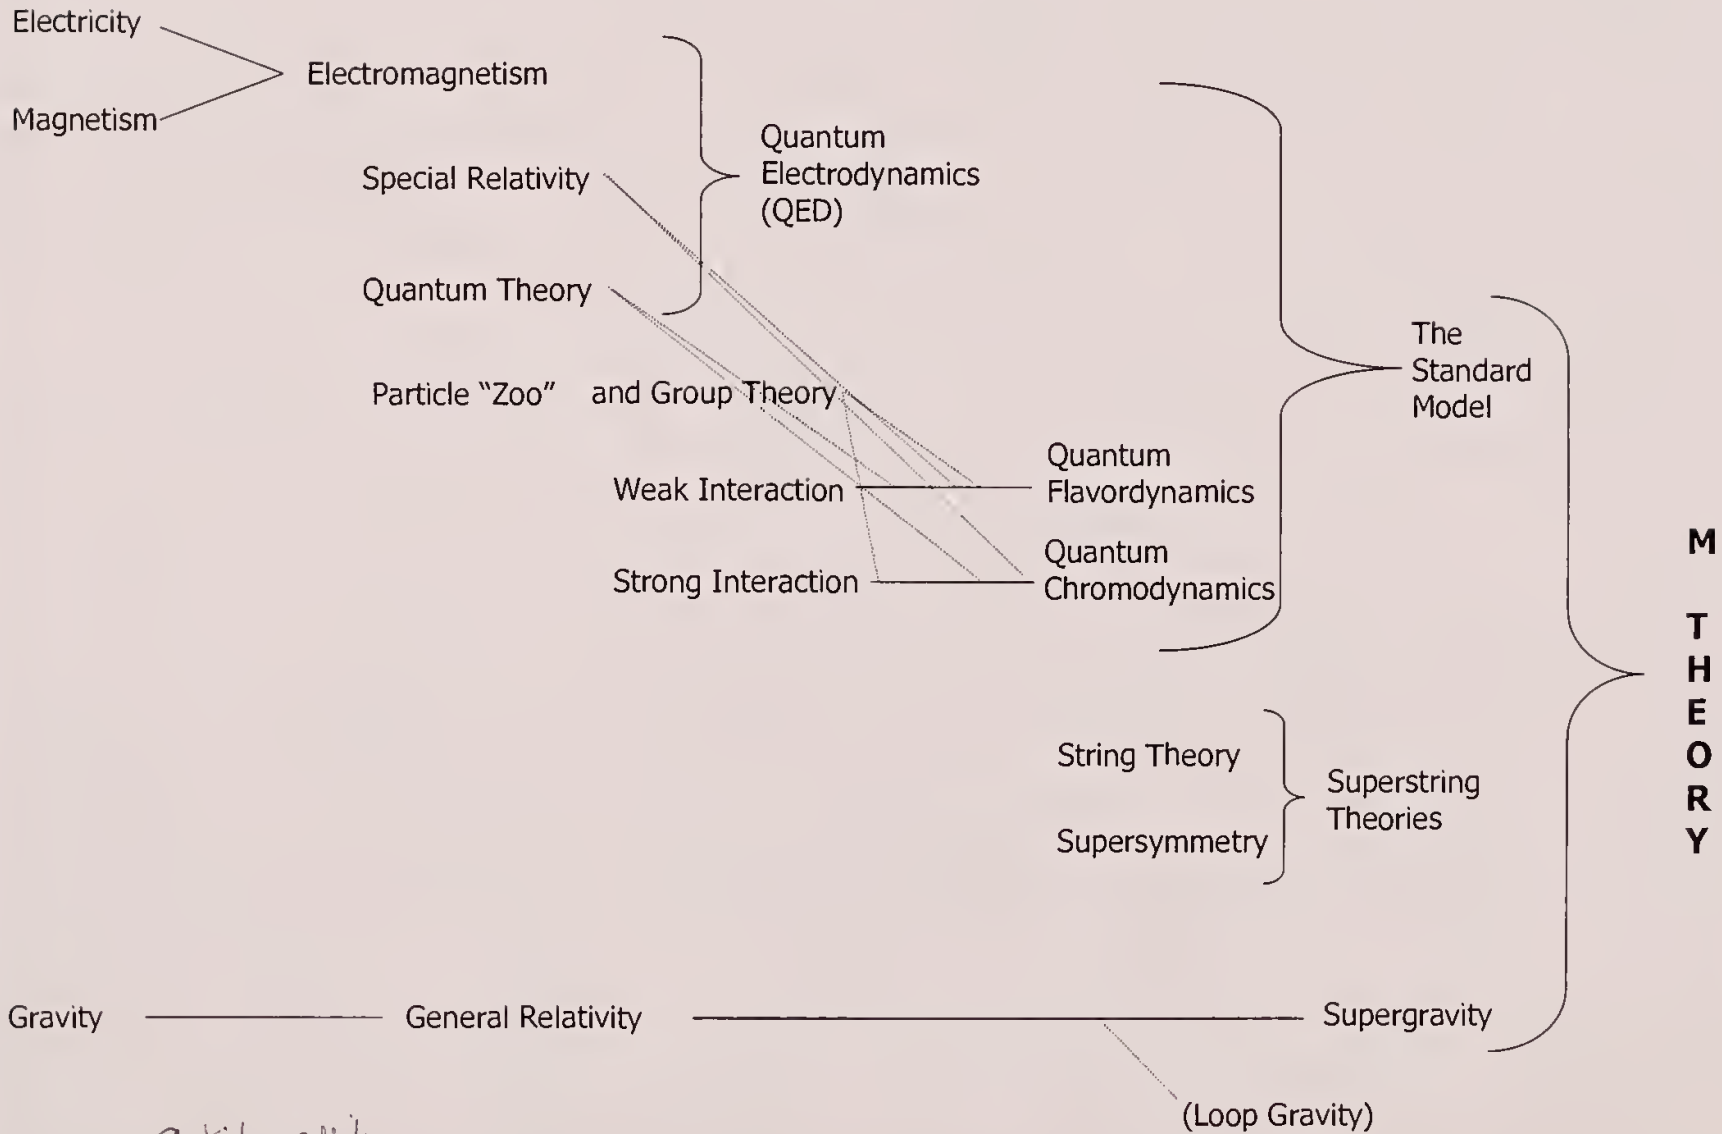 Electricity
Electromagnetism
Magnetism
Quantum
Electrodynamics
(QED)
Special Relativity
Quantum Theory
The
Standard
Model
Particle “Zoo” and Group Theory
Quantum
Flavordynamics
Weak Interaction
Quantum
Chromodynamics
Strong Interaction
M
T
H
E
O
R
Y
String Theory
Superstring
Theories
Supersymmetry
Gravity
General Relativity
Supergravity
(Loop Gravity)